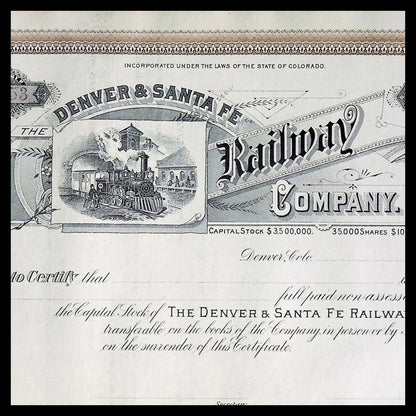 INCORPORATED UNDER THE LAWS OF THE STATE OF COLORADO.
THE DENVER & SANTA FE
Railway
COMPANY.
CAPITAL STOCK $3,500,000. 35,000 SHARES $10
Denver, Colo.
to Certify that
full paid non-assess
the Capital Stock of THE DENVER & SANTA FE RAILWA
transferable on the books of the Company, in person or by
on the surrender of this Certificate.
Secretary